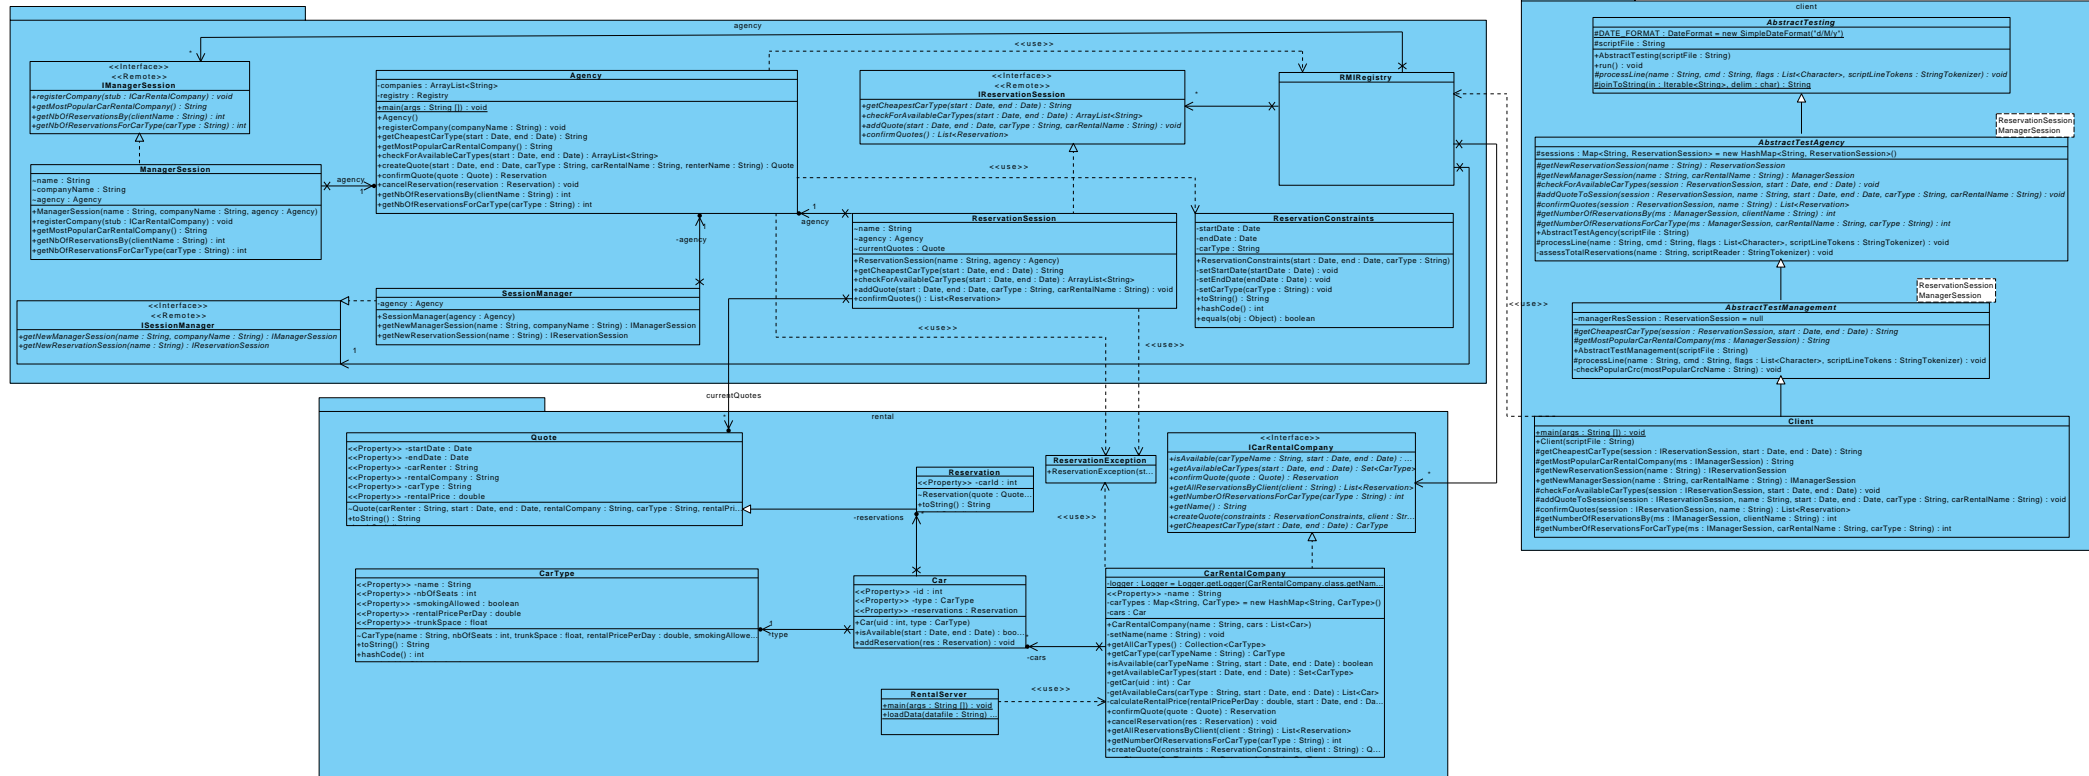 agency
<<Interface>>
<<Remote>>
IManagerSession
+registerCompany(stub : ICarRentalCompany) : void
+getMostPopularCarRentalCompany() : String
+getNbOfReservationsBy(clientName : String) : int
+getNbOfReservationsForCarType(carType : String) : int
*
ManagerSession
~name : String
~companyName : String
~agency : Agency
+ManagerSession(name : String, companyName : String, agency : Agency)
+registerCompany(stub : ICarRentalCompany) : void
+getMostPopularCarRentalCompany() : String
+getNbOfReservationsBy(clientName : String) : int
+getNbOfReservationsForCarType(carType : String) : int
agency
1
<<Interface>>
<<Remote>>
ISessionManager
+getNewManagerSession(name : String, companyName : String) : IManagerSession
+getNewReservationSession(name : String) : IReservationSession
1
Agency
-companies : ArrayList<String>
-registry : Registry
+main(args : String []) : void
+Agency()
+registerCompany(companyName : String) : void
+getCheapestCarType(start : Date, end : Date) : String
+getMostPopularCarRentalCompany() : String
+checkForAvailableCarTypes(start : Date, end : Date) : ArrayList<String>
+createQuote(start : Date, end : Date, carType : String, carRentalName : String, renterName : String) : Quote
+confirmQuote(quote : Quote) : Reservation
+cancelReservation(reservation : Reservation) : void
+getNbOfReservationsBy(clientName : String) : int
+getNbOfReservationsForCarType(carType : String) : int
1
-agency
SessionManager
-agency : Agency
+SessionManager(agency : Agency)
+getNewManagerSession(name : String, companyName : String) : IManagerSession
+getNewReservationSession(name : String) : IReservationSession
<<use>>
<<Interface>>
<<Remote>>
IReservationSession
+getCheapestCarType(start : Date, end : Date) : String
+checkForAvailableCarTypes(start : Date, end : Date) : ArrayList<String>
+addQuote(start : Date, end : Date, carType : String, carRentalName : String) : void
+confirmQuotes() : List<Reservation>
*
<<use>>
1
agency
ReservationSession
~name : String
~agency : Agency
~currentQuotes : Quote
+ReservationSession(name : String, agency : Agency)
+getCheapestCarType(start : Date, end : Date) : String
+checkForAvailableCarTypes(start : Date, end : Date) : ArrayList<String>
+addQuote(start : Date, end : Date, carType : String, carRentalName : String) : void
+confirmQuotes() : List<Reservation>
<<use>>
<<use>>
RMIRegistry
ReservationConstraints
-startDate : Date
-endDate : Date
-carType : String
+ReservationConstraints(start : Date, end : Date, carType : String)
-setStartDate(startDate : Date) : void
-setEndDate(endDate : Date) : void
-setCarType(carType : String) : void
+toString() : String
+hashCode() : int
+equals(obj : Object) : boolean
<<use>>
client
AbstractTesting
#DATE_FORMAT : DateFormat = new SimpleDateFormat("d/M/y")
#scriptFile : String
+AbstractTesting(scriptFile : String)
+run() : void
#processLine(name : String, cmd : String, flags : List<Character>, scriptLineTokens : StringTokenizer) : void
#joinToString(in : Iterable<String>, delim : char) : String
ReservationSession
ManagerSession
AbstractTestAgency
#sessions : Map<String, ReservationSession> = new HashMap<String, ReservationSession>()
#getNewReservationSession(name : String) : ReservationSession
#getNewManagerSession(name : String, carRentalName : String) : ManagerSession
#checkForAvailableCarTypes(session : ReservationSession, start : Date, end : Date) : void
#addQuoteToSession(session : ReservationSession, name : String, start : Date, end : Date, carType : String, carRentalName : String) : void
#confirmQuotes(session : ReservationSession, name : String) : List<Reservation>
#getNumberOfReservationsBy(ms : ManagerSession, clientName : String) : int
#getNumberOfReservationsForCarType(ms : ManagerSession, carRentalName : String, carType : String) : int
+AbstractTestAgency(scriptFile : String)
#processLine(name : String, cmd : String, flags : List<Character>, scriptLineTokens : StringTokenizer) : void
-assessTotalReservations(name : String, scriptReader : StringTokenizer) : void
ReservationSession
ManagerSession
AbstractTestManagement
~managerResSession : ReservationSession = null
#getCheapestCarType(session : ReservationSession, start : Date, end : Date) : String
#getMostPopularCarRentalCompany(ms : ManagerSession) : String
+AbstractTestManagement(scriptFile : String)
#processLine(name : String, cmd : String, flags : List<Character>, scriptLineTokens : StringTokenizer) : void
-checkPopularCrc(mostPopularCrcName : String) : void
Client
+main(args : String []) : void
+Client(scriptFile : String)
#getCheapestCarType(session : IReservationSession, start : Date, end : Date) : String
#getMostPopularCarRentalCompany(ms : IManagerSession) : String
#getNewReservationSession(name : String) : IReservationSession
+getNewManagerSession(name : String, carRentalName : String) : IManagerSession
#checkForAvailableCarTypes(session : IReservationSession, start : Date, end : Date) : void
#addQuoteToSession(session : IReservationSession, name : String, start : Date, end : Date, carType : String, carRentalName : String) : void
#confirmQuotes(session : IReservationSession, name : String) : List<Reservation>
#getNumberOfReservationsBy(ms : IManagerSession, clientName : String) : int
#getNumberOfReservationsForCarType(ms : IManagerSession, carRentalName : String, carType : String) : int
currentQuotes
*
rental
Quote
<<Property>> -startDate : Date
<<Property>> -endDate : Date
<<Property>> -carRenter : String
<<Property>> -rentalCompany : String
<<Property>> -carType : String
<<Property>> -rentalPrice : double
~Quote(carRenter : String, start : Date, end : Date, rentalCompany : String, carType : String, rentalPri...
+toString() : String
Reservation
<<Property>> -carId : int
~Reservation(quote : Quote...
+toString() : String
*
-reservations
ReservationException
+ReservationException(st...
<<use>>
<<Interface>>
ICarRentalCompany
+isAvailable(carTypeName : String, start : Date, end : Date) : ...
+getAvailableCarTypes(start : Date, end : Date) : Set<CarType>
+confirmQuote(quote : Quote) : Reservation
+getAllReservationsByClient(client : String) : List<Reservation>
+getNumberOfReservationsForCarType(carType : String) : int
+getName() : String
+createQuote(constraints : ReservationConstraints, client : Str...
+getCheapestCarType(start : Date, end : Date) : CarType
*
CarType
<<Property>> -name : String
<<Property>> -nbOfSeats : int
<<Property>> -smokingAllowed : boolean
<<Property>> -rentalPricePerDay : double
<<Property>> -trunkSpace : float
~CarType(name : String, nbOfSeats : int, trunkSpace : float, rentalPricePerDay : double, smokingAllowe...
+toString() : String
+hashCode() : int
1
-type
Car
<<Property>> -id : int
<<Property>> -type : CarType
<<Property>> -reservations : Reservation
+Car(uid : int, type : CarType)
+isAvailable(start : Date, end : Date) : boo...
+addReservation(res : Reservation) : void
*
-cars
CarRentalCompany
-logger : Logger = Logger.getLogger(CarRentalCompany.class.getNam...
<<Property>> -name : String
-carTypes : Map<String, CarType> = new HashMap<String, CarType>()
-cars : Car
+CarRentalCompany(name : String, cars : List<Car>)
-setName(name : String) : void
+getAllCarTypes() : Collection<CarType>
+getCarType(carTypeName : String) : CarType
+isAvailable(carTypeName : String, start : Date, end : Date) : boolean
+getAvailableCarTypes(start : Date, end : Date) : Set<CarType>
-getCar(uid : int) : Car
-getAvailableCars(carType : String, start : Date, end : Date) : List<Car>
-calculateRentalPrice(rentalPricePerDay : double, start : Date, end : Da...
+confirmQuote(quote : Quote) : Reservation
+cancelReservation(res : Reservation) : void
+getAllReservationsByClient(client : String) : List<Reservation>
+getNumberOfReservationsForCarType(carType : String) : int
+createQuote(constraints : ReservationConstraints, client : String) : Q...
RentalServer
+main(args : String []) : void
+loadData(datafile : String) ...
<<use>>